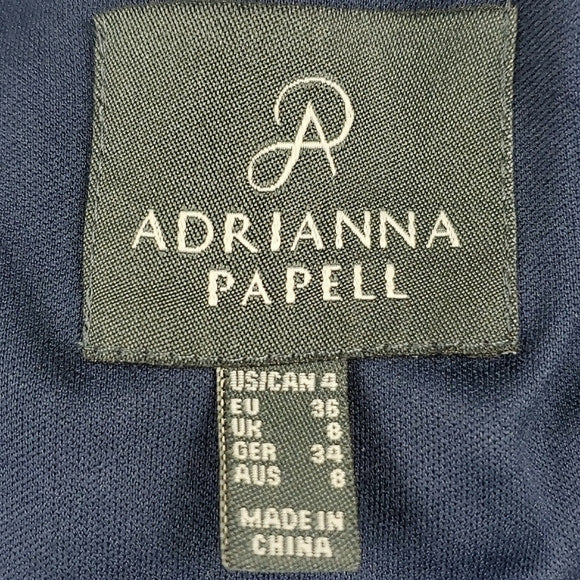 ADRIANNA
PAPELL
US/CAN 4
EU 36
UK 8
GER 34
AUS 8
MADE IN
CHINA